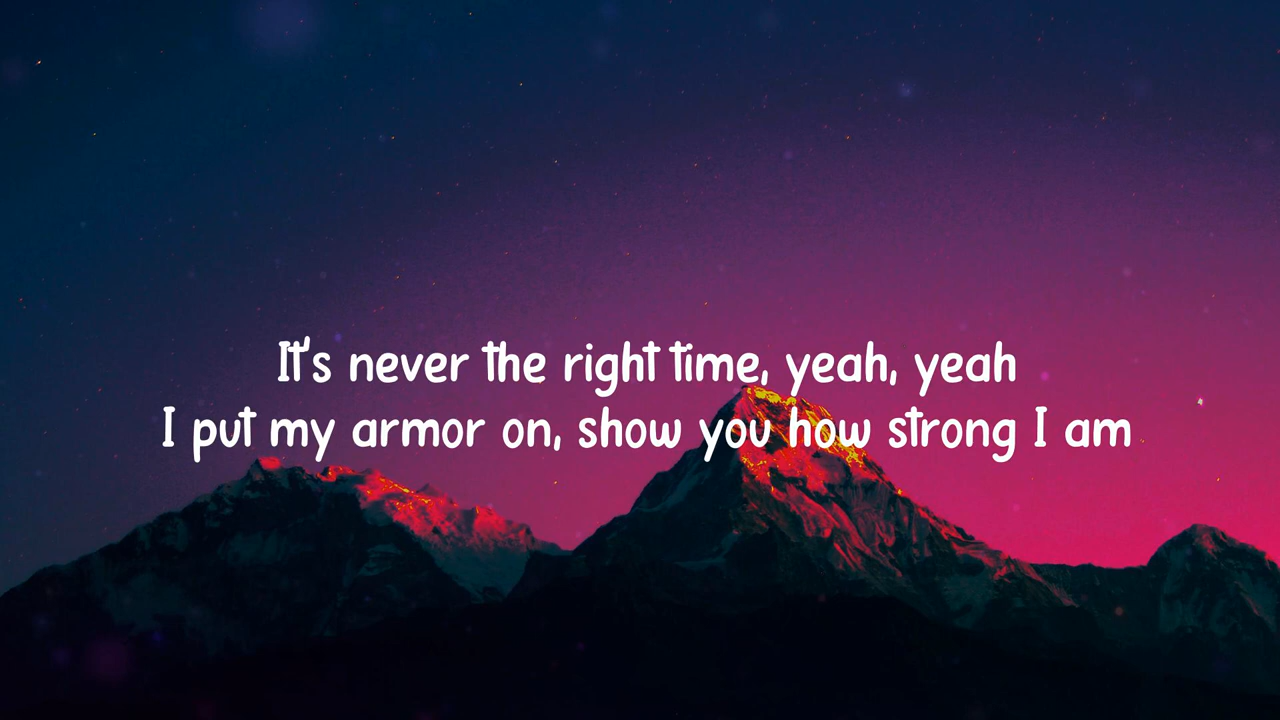 It's never the right time, yeah, yeah
I put my armor on, show you how strong I am